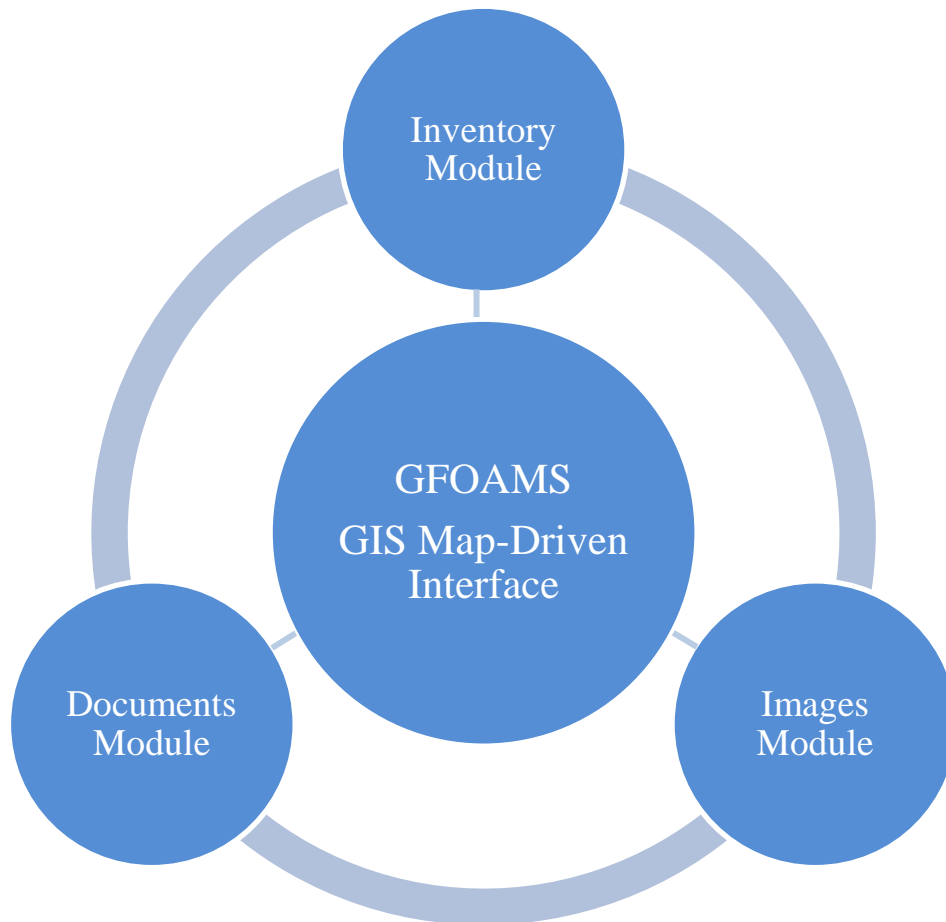 Inventory
Module
GFOAMS
GIS Map-Driven
Interface
Documents
Module
Images
Module